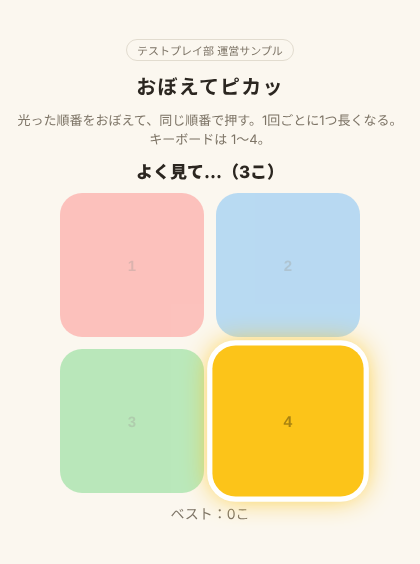 テストプレイ部 運営サンプル
おぼえてピカッ
光った順番をおぼえて、同じ順番で押す。1回ごとに1つ長くなる。
キーボードは 1〜4。
よく見て…（3こ）
1
2
3
4
ベスト：0こ